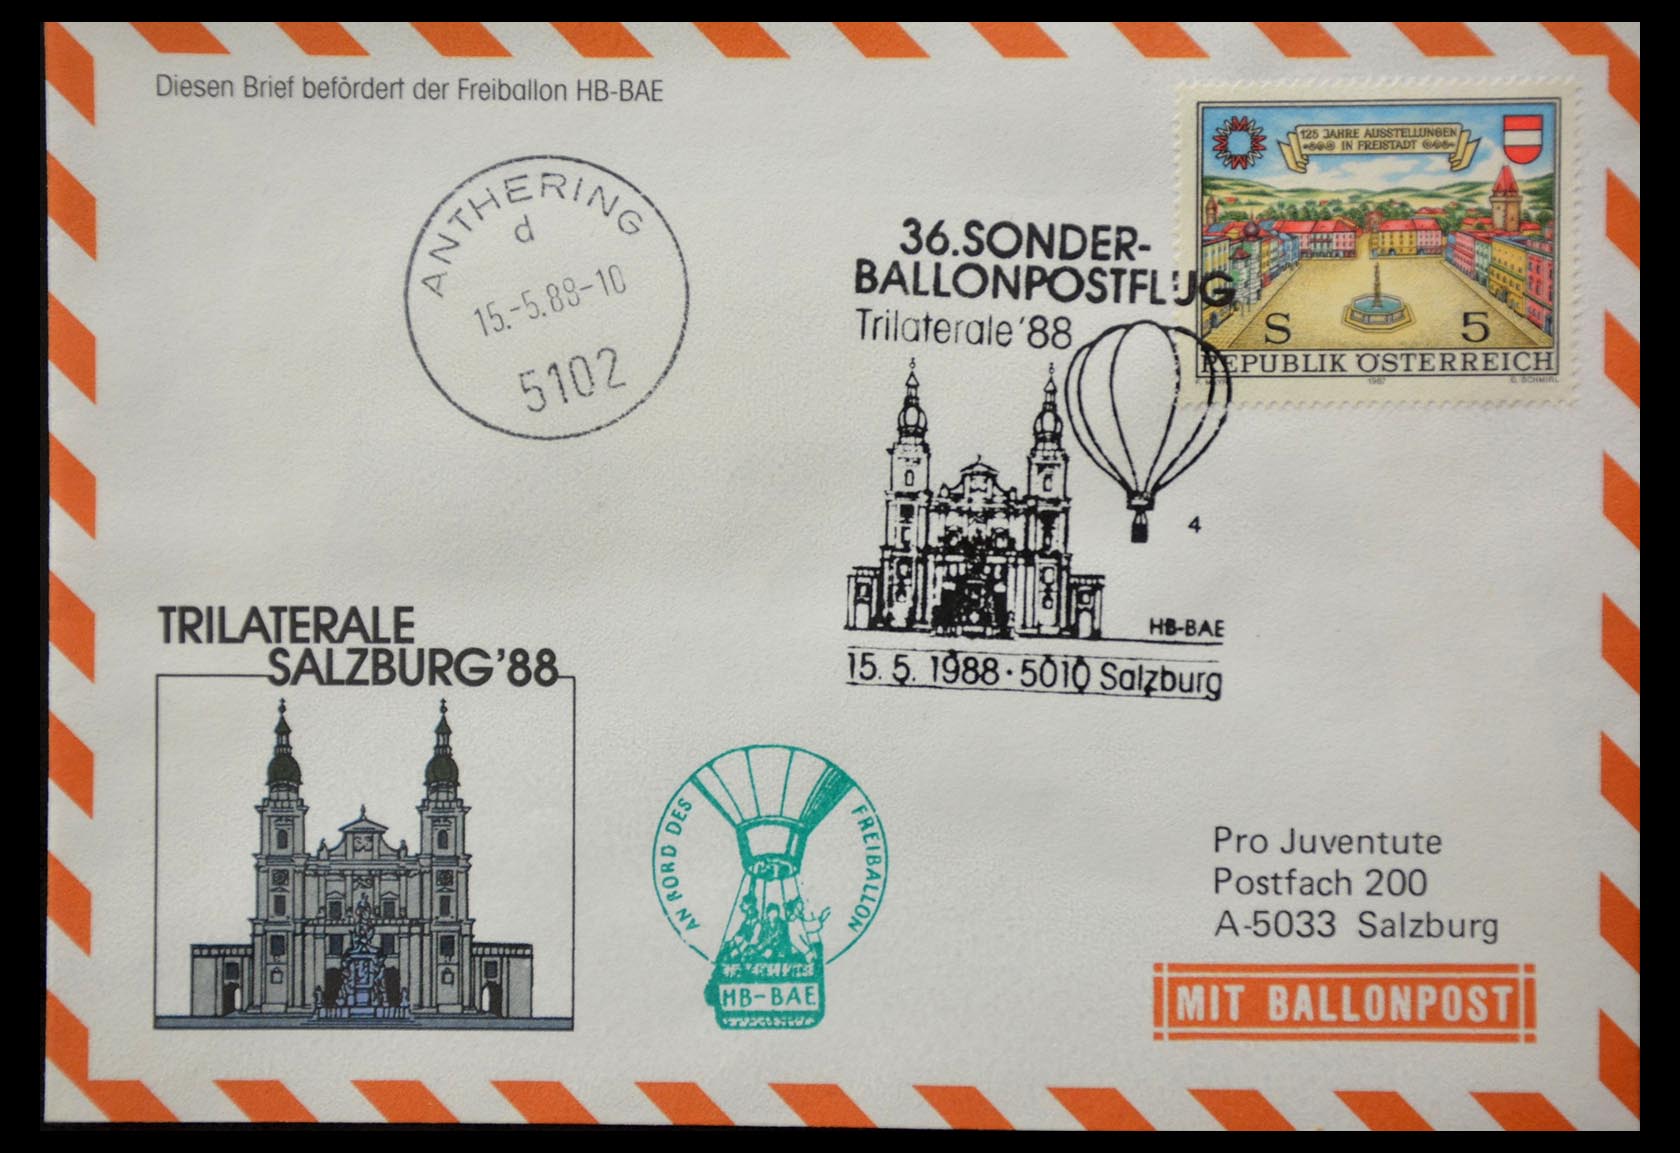 Diesen Brief befördert der Freiballon HB-BAE
125 JAHRE AUSSTELLUNGEN
IN FREISTADT
S 5
REPUBLIK ÖSTERREICH
1987
ANTHERING
d
15.-5.88-10
5102
36.SONDER-
BALLONPOSTFLUG
Trilaterale '88
4
HB-BAE
15. 5. 1988 · 5010 Salzburg
TRILATERALE
SALZBURG '88
AN BORD DES
FREIBALLON
HB-BAE
Pro Juventute
Postfach 200
A-5033 Salzburg
MIT BALLONPOST